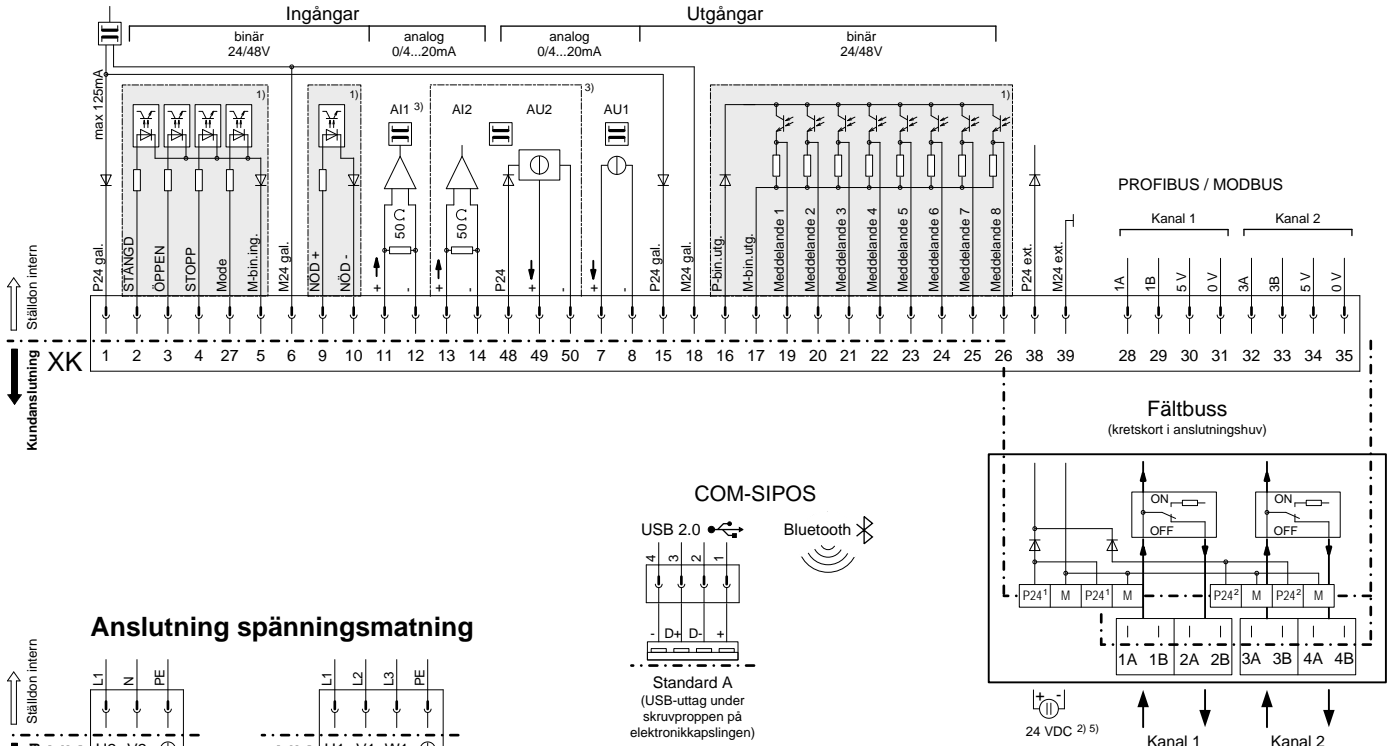 Ingångar
Utgångar
binär
24/48V
analog
0/4...20mA
analog
0/4...20mA
binär
24/48V
max 125mA
1)
1)
AI1 3)
AI2
AU2
3)
AU1
1)
50 Ω
50 Ω
PROFIBUS / MODBUS
Kanal 1
Kanal 2
Ställdon intern
P24 gal.
STÄNGD
ÖPPEN
STOPP
Mode
M-bin.ing.
M24 gal.
NÖD +
NÖD -
+
-
+
-
P24
+
-
+
-
P24 gal.
M24 gal.
P-bin.utg.
M-bin.utg.
Meddelande 1
Meddelande 2
Meddelande 3
Meddelande 4
Meddelande 5
Meddelande 6
Meddelande 7
Meddelande 8
P24 ext.
M24 ext.
1A
1B
5 V
0 V
3A
3B
5 V
0 V
Kundanslutning
XK
1 2 3 4 27 5 6 9 10 11 12 13 14 48 49 50 7 8 15 18 16 17 19 20 21 22 23 24 25 26 38 39 28 29 30 31 32 33 34 35
Fältbuss
(kretskort i anslutningshuv)
ON
OFF
ON
OFF
P24¹ M P24¹ M P24² M P24² M
1A 1B 2A 2B 3A 3B 4A 4B
+ -
24 VDC 2) 5)
Kanal 1
Kanal 2
COM-SIPOS
USB 2.0
Bluetooth
4 3 2 1
- D+ D- +
Standard A
(USB-uttag under
skruvproppen på
elektronikkapslingen)
Anslutning spänningsmatning
Ställdon intern
L1
N
PE
L1
L2
L3
PE
U1 V1 W1